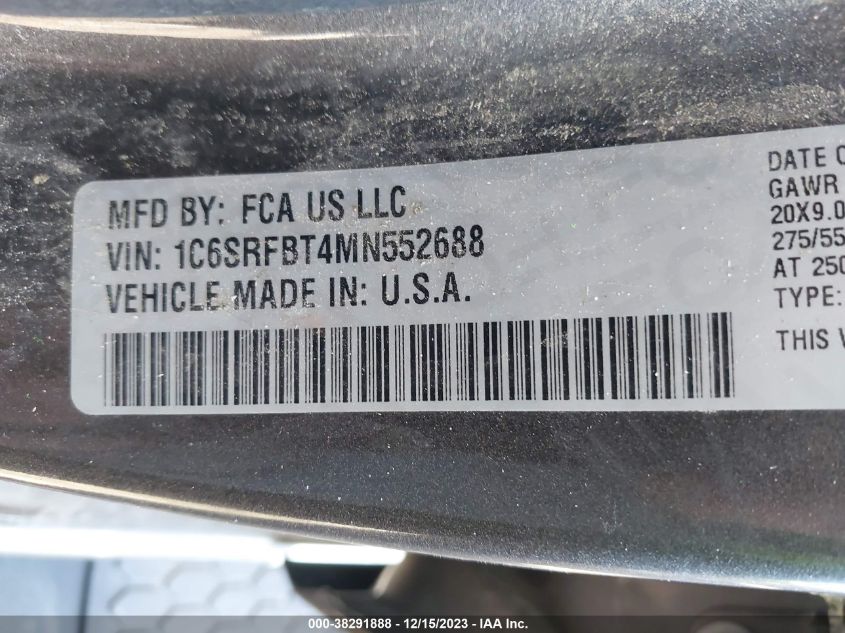 MFD BY: FCA US LLC
VIN: 1C6SRFBT4MN552688
VEHICLE MADE IN: U.S.A.
DATE O
GAWR
20X9.0
275/55
AT 250
TYPE:
THIS V
000-38291888 - 12/15/2023 - IAA Inc.